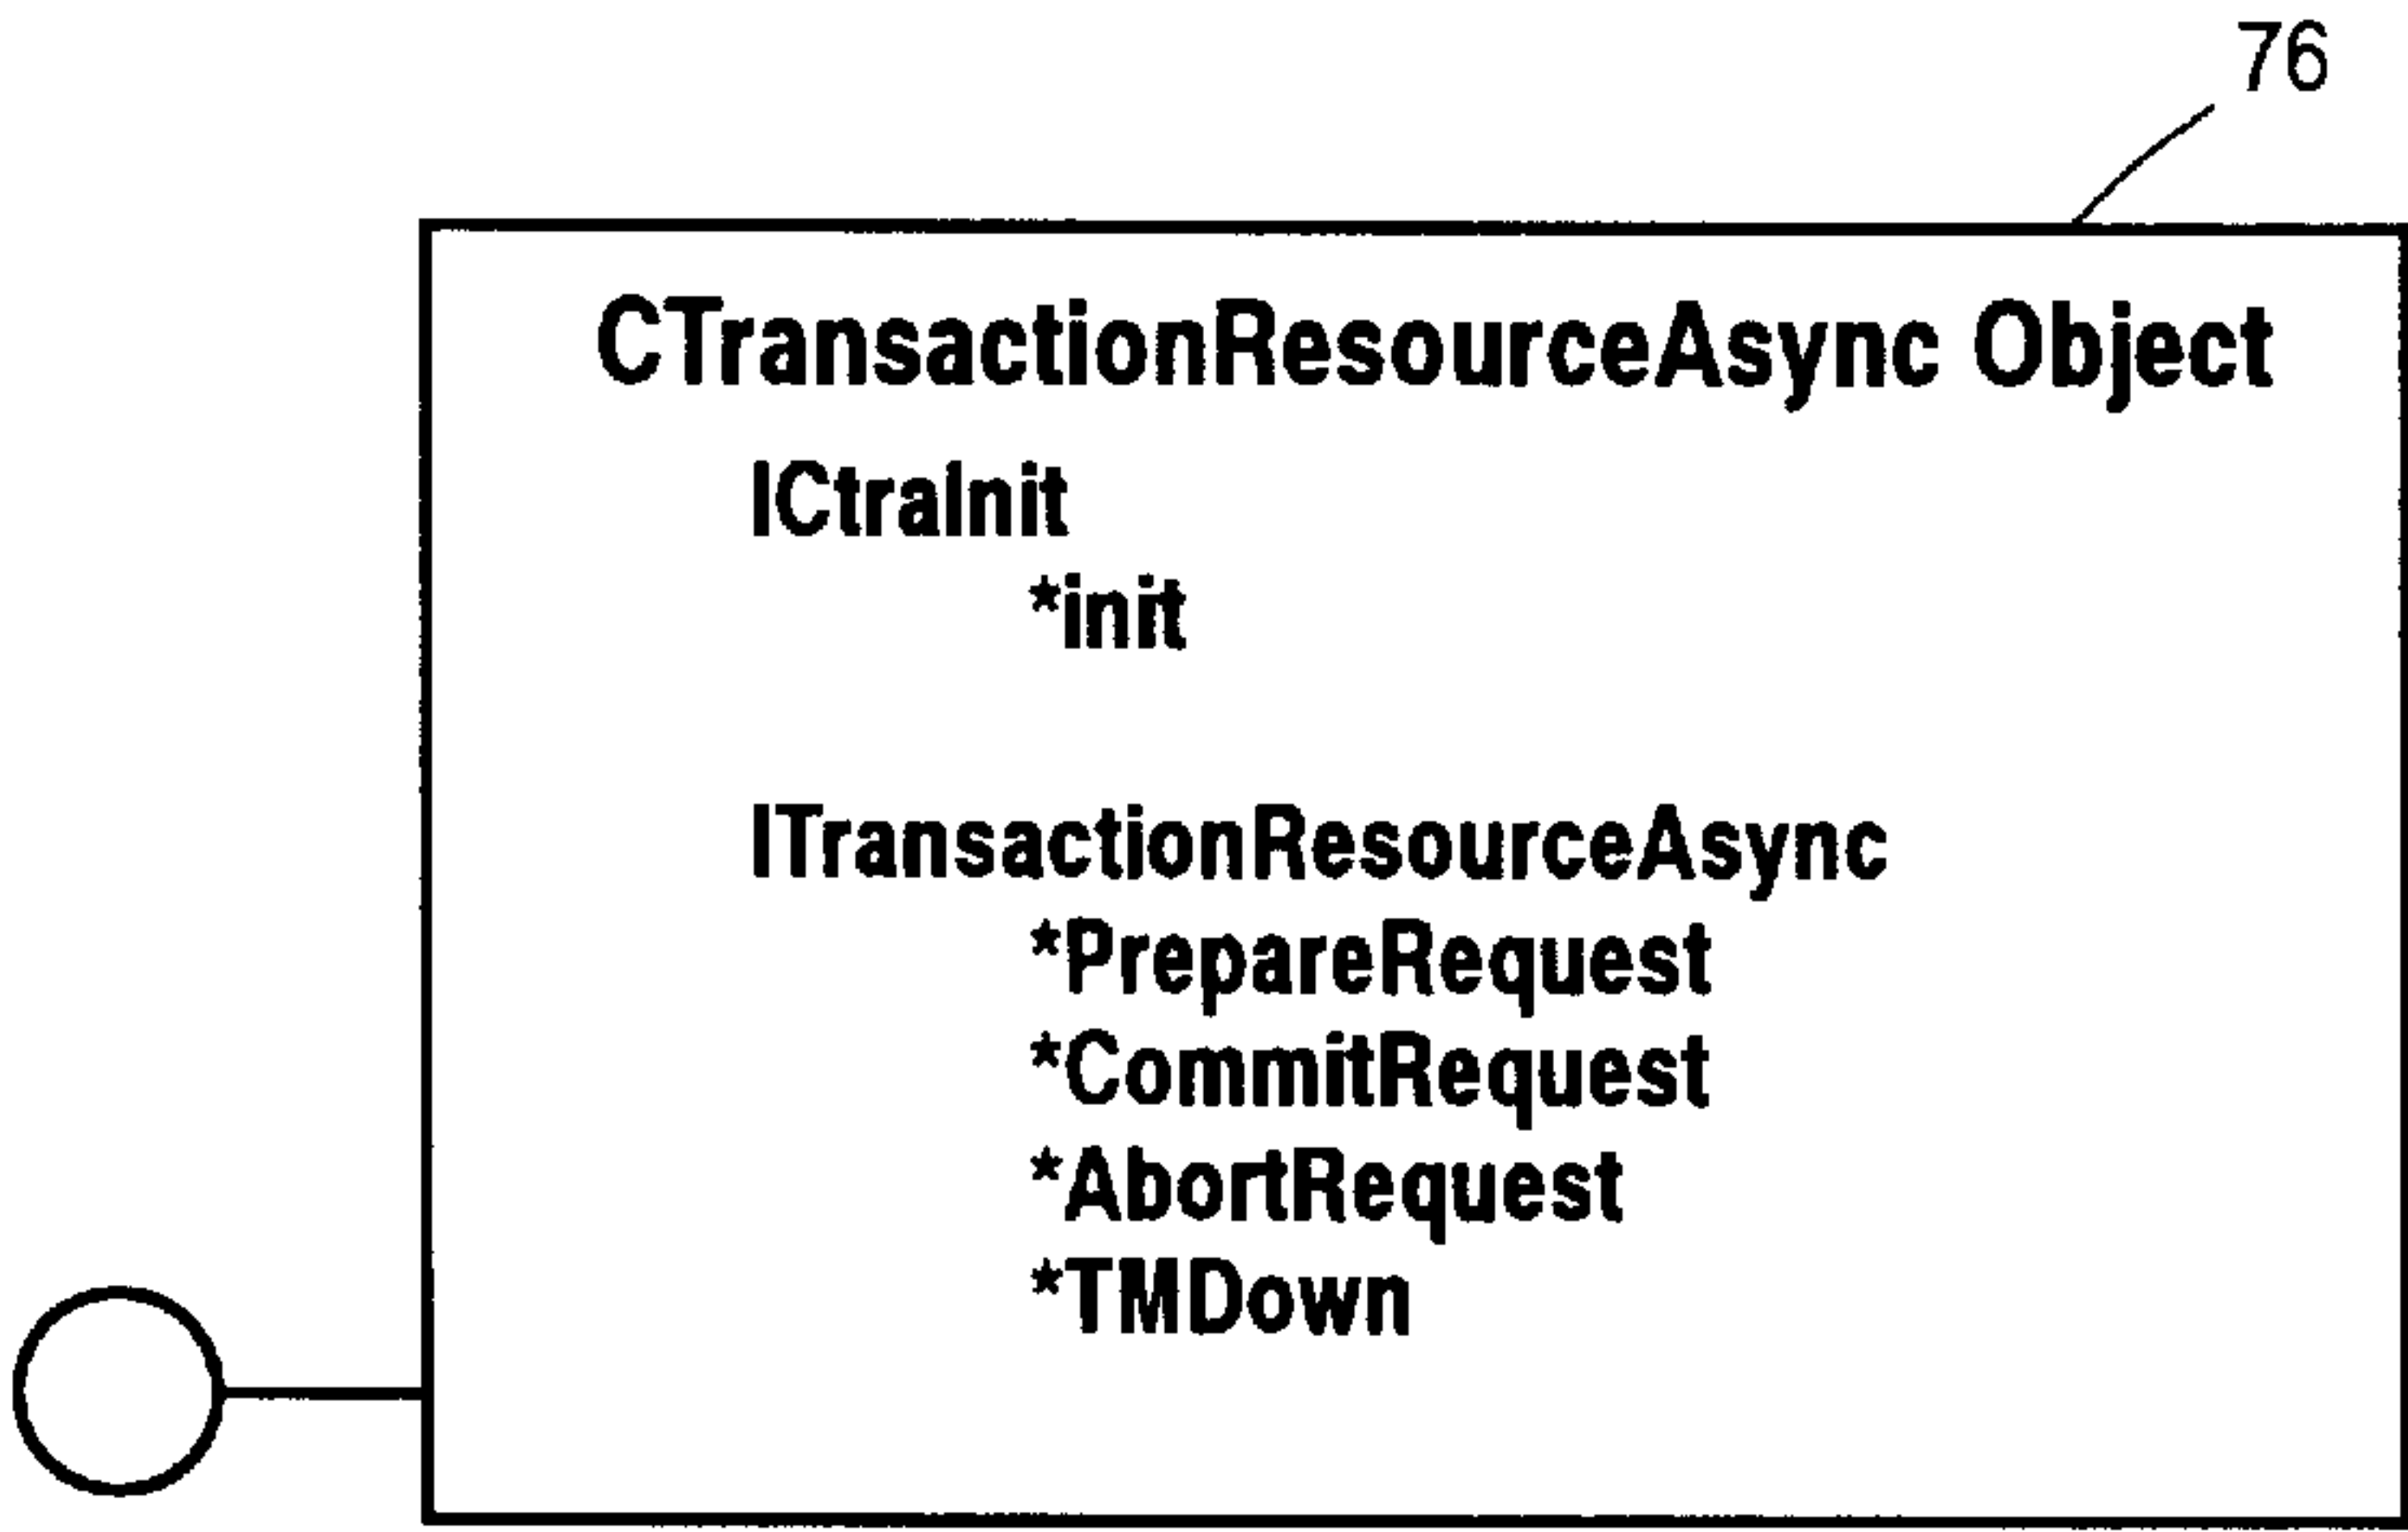 76
CTransactionResourceAsync Object
ICtraInit
*init
ITransactionResourceAsync
*PrepareRequest
*CommitRequest
*AbortRequest
*TMDown